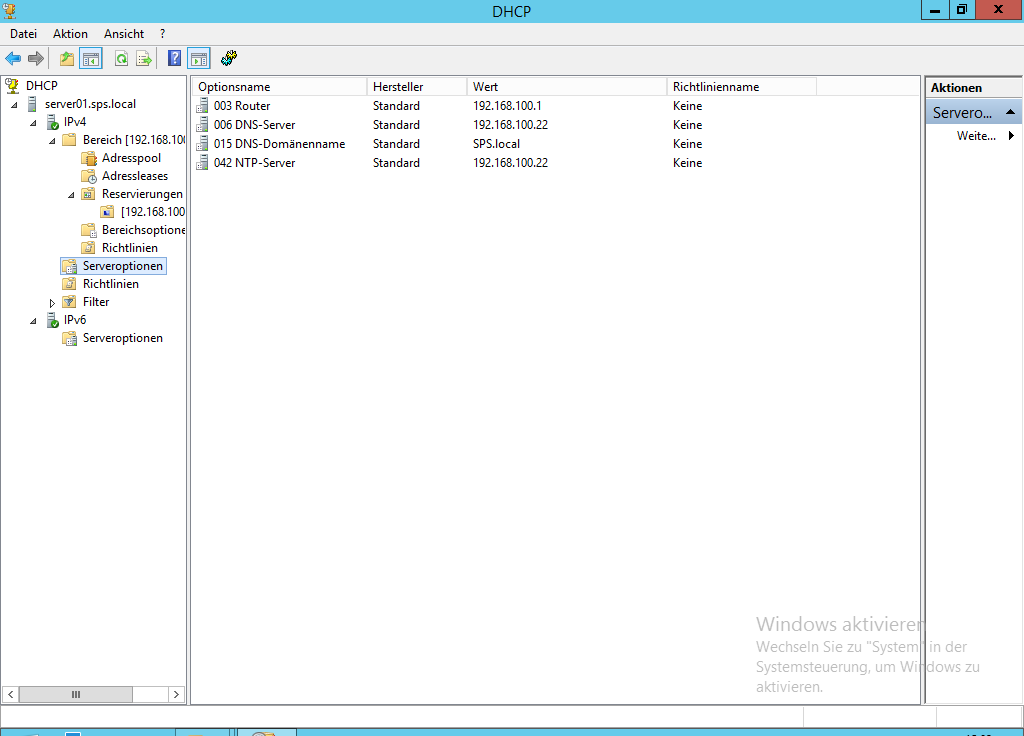 DHCP
Datei Aktion Ansicht ?
DHCP
server01.sps.local
IPv4
Bereich [192.168.100
Adresspool
Adressleases
Reservierungen
[192.168.100
Bereichsoptione
Richtlinien
Serveroptionen
Richtlinien
Filter
IPv6
Serveroptionen
Optionsname Hersteller Wert Richtlinienname
003 Router Standard 192.168.100.1 Keine
006 DNS-Server Standard 192.168.100.22 Keine
015 DNS-Domänenname Standard SPS.local Keine
042 NTP-Server Standard 192.168.100.22 Keine
Aktionen
Servero...
Weite...
Windows aktivieren
Wechseln Sie zu "System" in der
Systemsteuerung, um Windows zu
aktivieren.